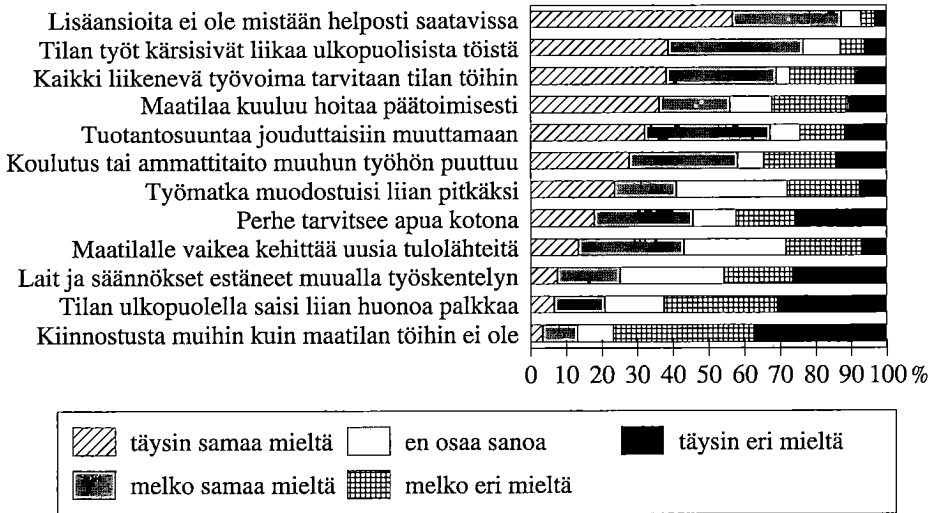 Lisäansioita ei ole mistään helposti saatavissa
Tilan työt kärsisivät liikaa ulkopuolisista töistä
Kaikki liikenevä työvoima tarvitaan tilan töihin
Maatilaa kuuluu hoitaa päätoimisesti
Tuotantosuuntaa jouduttaisiin muuttamaan
Koulutus tai ammattitaito muuhun työhön puuttuu
Työmatka muodostuisi liian pitkäksi
Perhe tarvitsee apua kotona
Maatilalle vaikea kehittää uusia tulolähteitä
Lait ja säännökset estäneet muualla työskentelyn
Tilan ulkopuolella saisi liian huonoa palkkaa
Kiinnostusta muihin kuin maatilan töihin ei ole
0 10 20 30 40 50 60 70 80 90 100 %
täysin samaa mieltä en osaa sanoa täysin eri mieltä
melko samaa mieltä melko eri mieltä